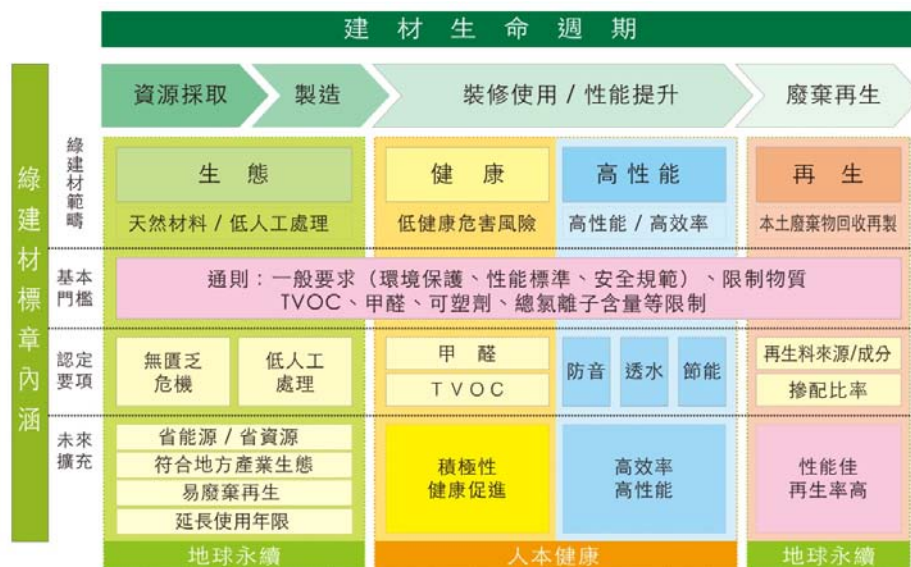 建材生命週期
綠建材標章內涵
資源採取
製造
裝修使用 / 性能提升
廢棄再生
綠建材範疇
生態
天然材料 / 低人工處理
健康
低健康危害風險
高性能
高性能 / 高效率
再生
本土廢棄物回收再製
基本
門檻
通則：一般要求（環境保護、性能標準、安全規範）、限制物質
TVOC、甲醛、可塑劑、總氯離子含量等限制
認定
要項
無匱乏
危機
低人工
處理
甲醛
TVOC
防音
透水
節能
再生料來源/成分
摻配比率
未來
擴充
省能源 / 省資源
符合地方產業生態
易廢棄再生
延長使用年限
積極性
健康促進
高效率
高性能
性能佳
再生率高
地球永續
人本健康
地球永續